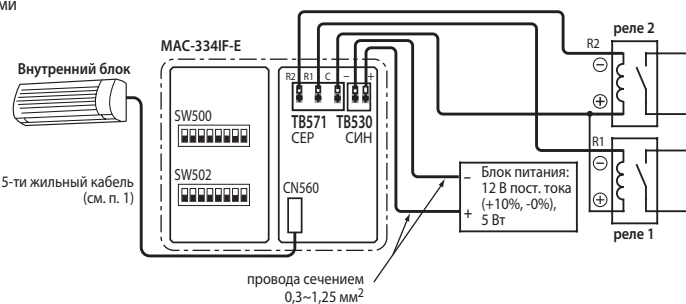 ми
реле 2
R2
MAC-334IF-E
Внутренний блок
R2 R1 C – +
TB571 TB530
СЕР СИН
SW500
SW502
CN560
5-ти жильный кабель
(см. п. 1)
R1
– Блок питания:
12 В пост. тока
+ (+10%, -0%),
5 Вт
реле 1
провода сечением
0,3~1,25 мм2